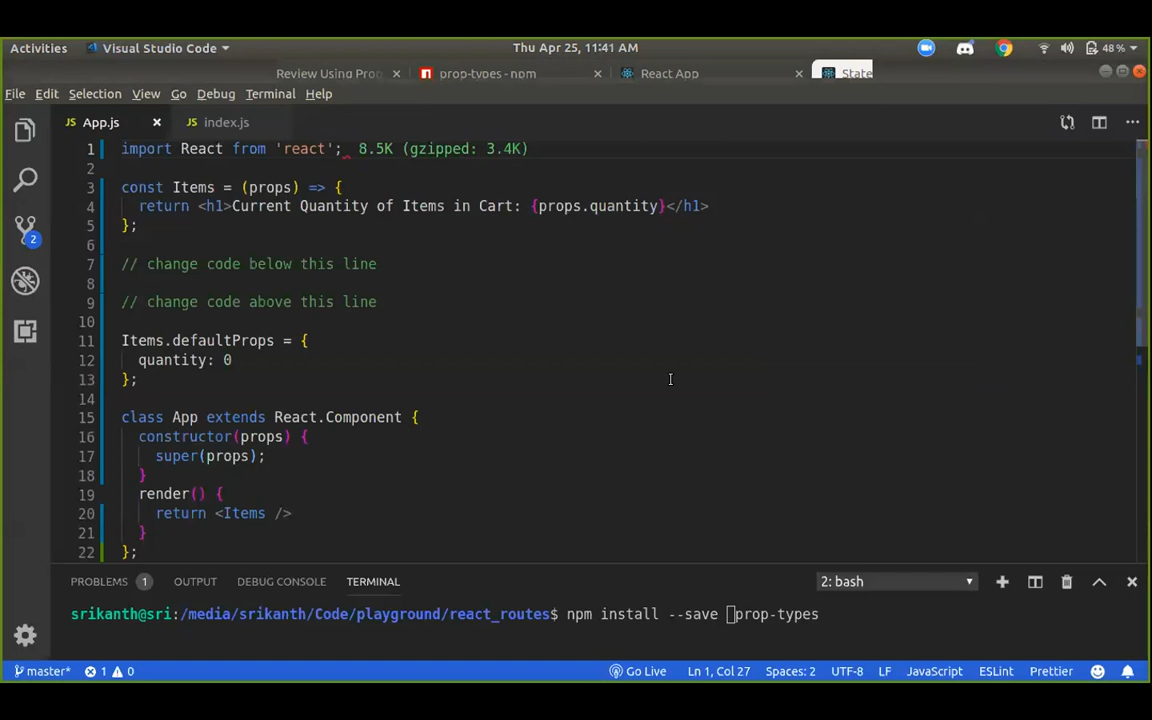 Activities Visual Studio Code Thu Apr 25, 11:41 AM 48 %
Review Using Prop prop-types - npm React App State
File Edit Selection View Go Debug Terminal Help
JS App.js JS index.js
1 import React from 'react'; 8.5K (gzipped: 3.4K)
2
3 const Items = (props) => {
4 return <h1>Current Quantity of Items in Cart: {props.quantity}</h1>
5 };
6
7 // change code below this line
8
9 // change code above this line
10
11 Items.defaultProps = {
12 quantity: 0
13 };
14
15 class App extends React.Component {
16 constructor(props) {
17 super(props);
18 }
19 render() {
20 return <Items />
21 }
22 };
2
PROBLEMS 1 OUTPUT DEBUG CONSOLE TERMINAL 2: bash
srikanth@sri:/media/srikanth/Code/playground/react_routes$ npm install --save prop-types
master* 1 0 Go Live Ln 1, Col 27 Spaces: 2 UTF-8 LF JavaScript ESLint Prettier